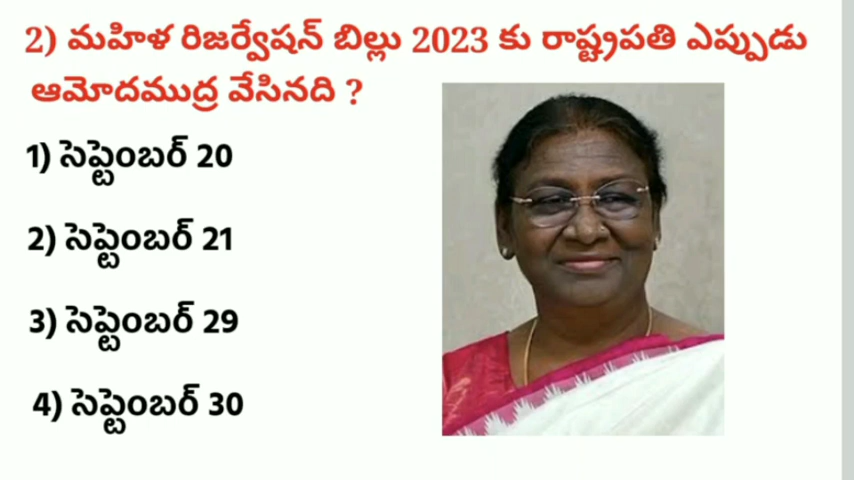 2) మహిళ రిజర్వేషన్ బిల్లు 2023 కు రాష్ట్రపతి ఎప్పుడు
ఆమోదముద్ర వేసినది ?
1) సెప్టెంబర్ 20
2) సెప్టెంబర్ 21
3) సెప్టెంబర్ 29
4) సెప్టెంబర్ 30